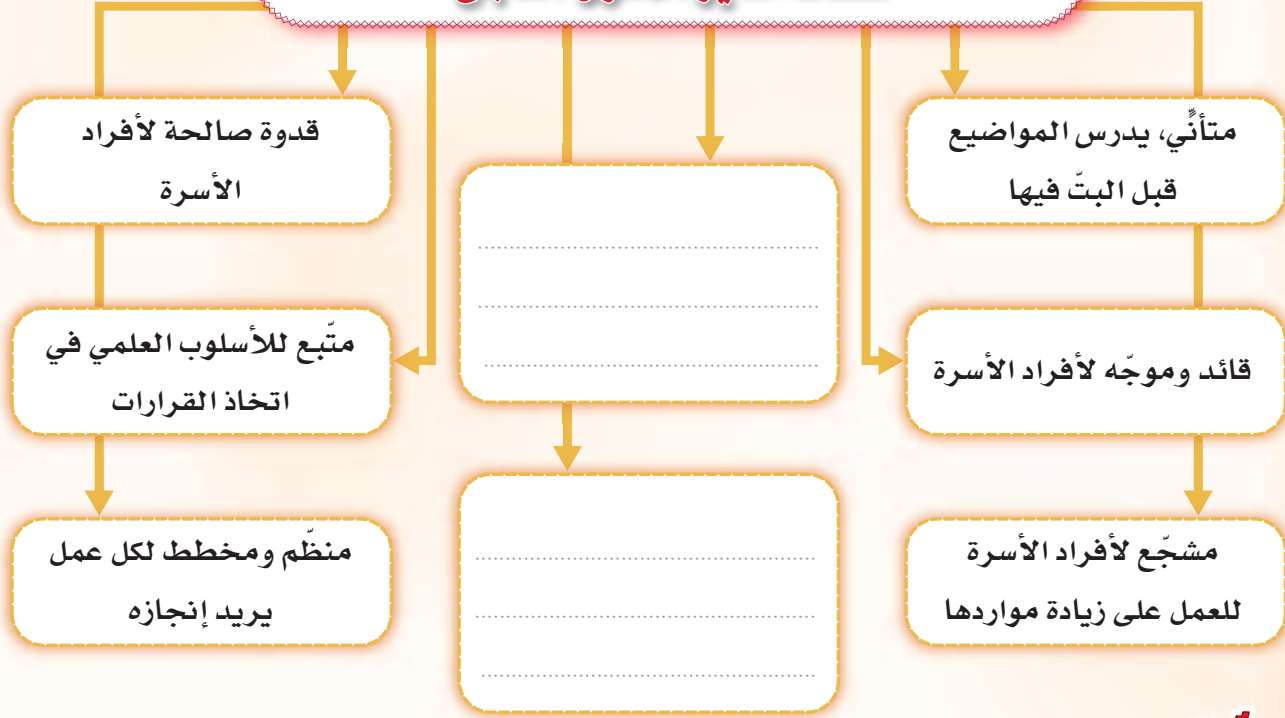 متأنٍّي، يدرس المواضيع
قبل البتّ فيها
قدوة صالحة لأفراد
الأسرة
قائد وموجّه لأفراد الأسرة
متّبع للأسلوب العلمي في
اتخاذ القرارات
مشجّع لأفراد الأسرة
للعمل على زيادة مواردها
منظّم ومخطط لكل عمل
يريد إنجازه